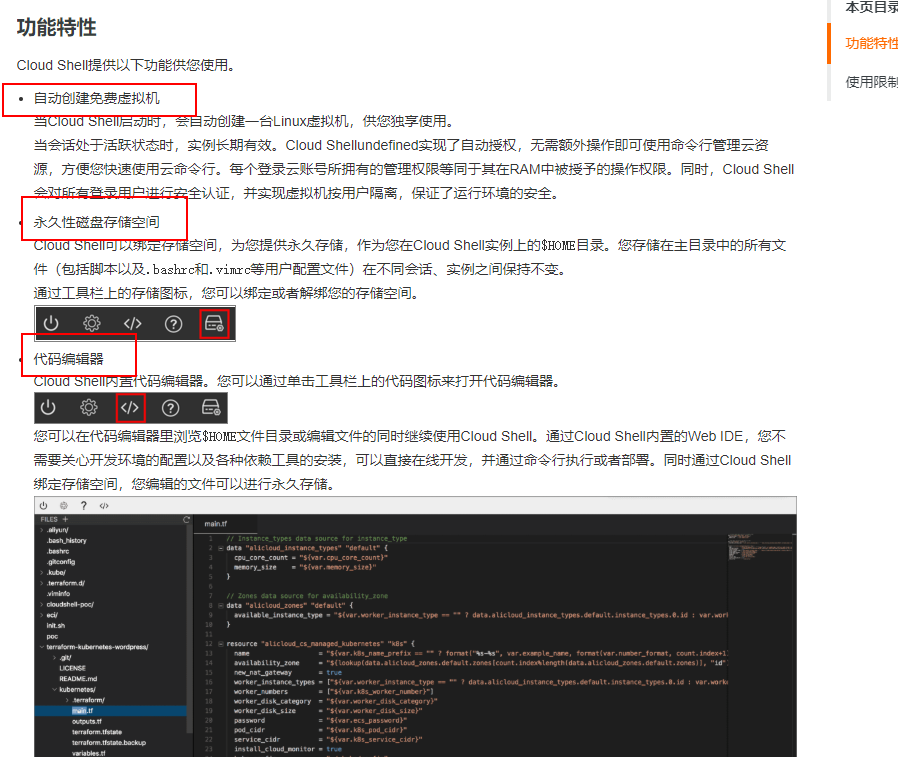 功能特性
Cloud Shell提供以下功能供您使用。
自动创建免费虚拟机
当Cloud Shell启动时，会自动创建一台Linux虚拟机，供您独享使用。
当会话处于活跃状态时，实例长期有效。Cloud Shellundefined实现了自动授权，无需额外操作即可使用命令行管理云资
源，方便您快速使用云命令行。每个登录云账号所拥有的管理权限等同于其在RAM中被授予的操作权限。同时，Cloud Shell
会对所有登录用户进行安全认证，并实现虚拟机按用户隔离，保证了运行环境的安全。
永久性磁盘存储空间
Cloud Shell可以绑定存储空间，为您提供永久存储，作为您在Cloud Shell实例上的$HOME目录。您存储在主目录中的所有文
件（包括脚本以及.bashrc和.vimrc等用户配置文件）在不同会话、实例之间保持不变。
通过工具栏上的存储图标，您可以绑定或者解绑您的存储空间。
代码编辑器
Cloud Shell内置代码编辑器。您可以通过单击工具栏上的代码图标来打开代码编辑器。
您可以在代码编辑器里浏览$HOME文件目录或编辑文件的同时继续使用Cloud Shell。通过Cloud Shell内置的Web IDE，您不
需要关心开发环境的配置以及各种依赖工具的安装，可以直接在线开发，并通过命令行执行或者部署。同时通过Cloud Shell
绑定存储空间，您编辑的文件可以进行永久存储。
FILES +
.aliyun/
.bash_history
.bashrc
.gitconfig
.kube/
.terraform.d/
.viminfo
cloudshell-poc/
eci/
init.sh
poc
terraform-kubernetes-wordpress/
.git/
LICENSE
README.md
kubernetes/
.terraform/
main.tf
outputs.tf
terraform.tfstate
terraform.tfstate.backup
variables.tf
main.tf
1 // Instance_types data source for instance_type
2 data "alicloud_instance_types" "default" {
3 cpu_core_count = "${var.cpu_core_count}"
4 memory_size = "${var.memory_size}"
5 }
6
7 // Zones data source for availability_zone
8 data "alicloud_zones" "default" {
9 available_instance_type = "${var.worker_instance_type == "" ? data.alicloud_instance_types.default.instance_types.0.id : var.work
10 }
11
12 resource "alicloud_cs_managed_kubernetes" "k8s" {
13 name = "${var.k8s_name_prefix == "" ? format("%s-%s", var.example_name, format(var.number_format, count.index+1
14 availability_zone = "${lookup(data.alicloud_zones.default.zones[count.index%length(data.alicloud_zones.default.zones)], "id"
15 new_nat_gateway = true
16 worker_instance_types = ["${var.worker_instance_type == "" ? data.alicloud_instance_types.default.instance_types.0.id : var.work
17 worker_numbers = ["${var.k8s_worker_number}"]
18 worker_disk_category = "${var.worker_disk_category}"
19 worker_disk_size = "${var.worker_disk_size}"
20 password = "${var.ecs_password}"
21 pod_cidr = "${var.k8s_pod_cidr}"
22 service_cidr = "${var.k8s_service_cidr}"
23 install_cloud_monitor = true
本页目录
功能特性
使用限制